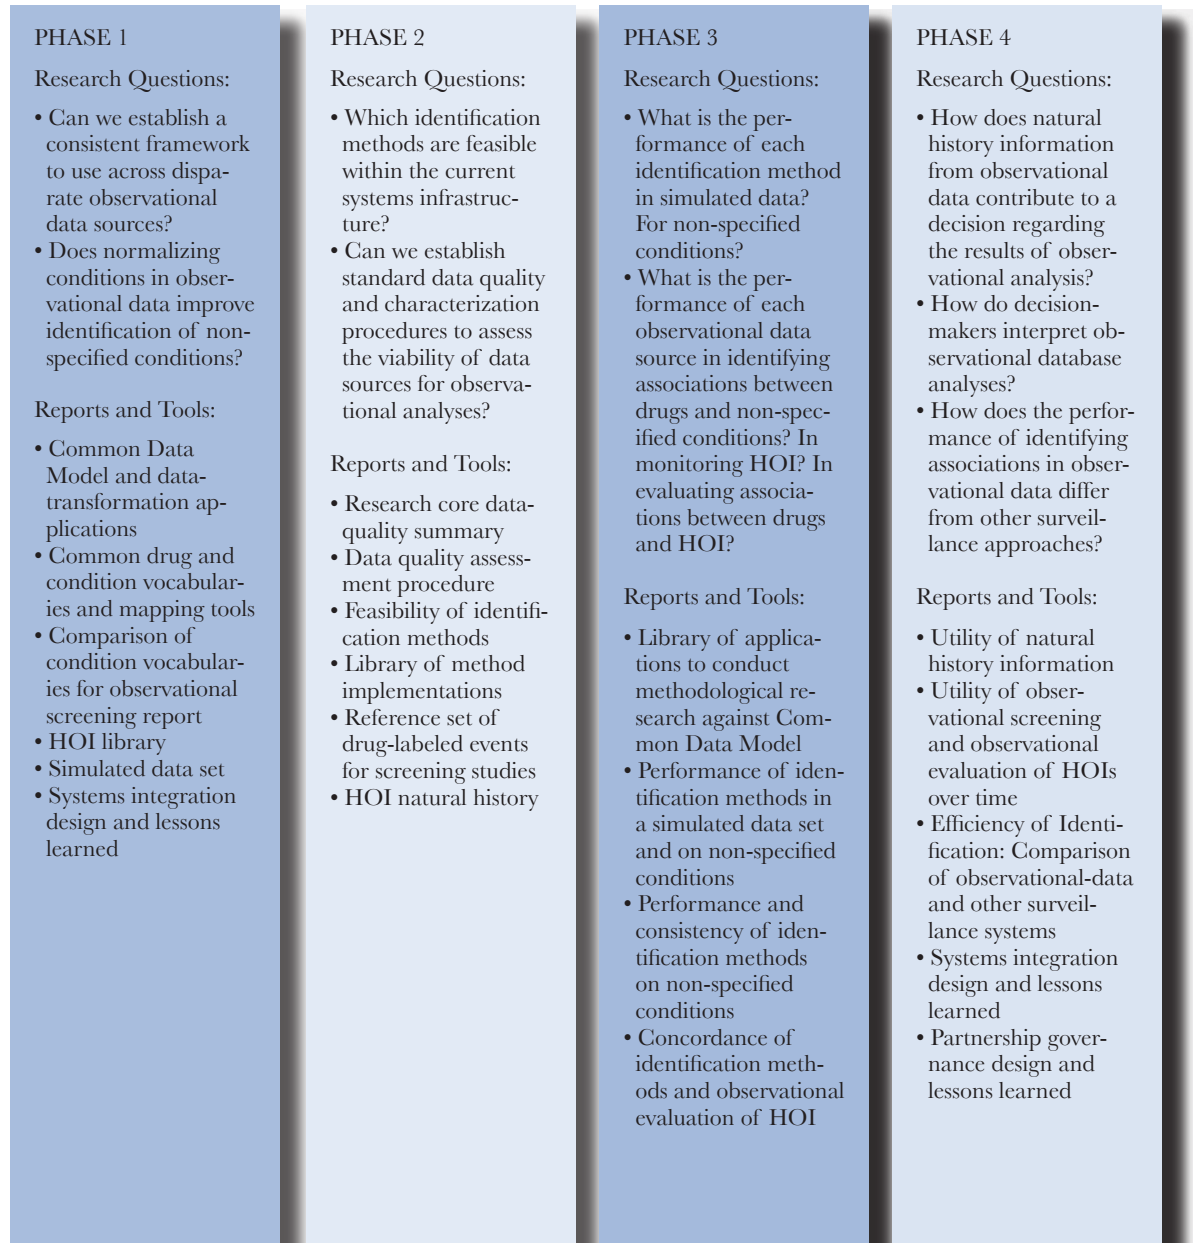 PHASE 1
Research Questions:
• Can we establish a
consistent framework
to use across dispa-
rate observational
data sources?
• Does normalizing
conditions in obser-
vational data improve
identification of non-
specified conditions?
Reports and Tools:
• Common Data
Model and data-
transformation ap-
plications
• Common drug and
condition vocabular-
ies and mapping tools
• Comparison of
condition vocabular-
ies for observational
screening report
• HOI library
• Simulated data set
• Systems integration
design and lessons
learned
PHASE 2
Research Questions:
• Which identification
methods are feasible
within the current
systems infrastruc-
ture?
• Can we establish
standard data quality
and characterization
procedures to assess
the viability of data
sources for observa-
tional analyses?
Reports and Tools:
• Research core data-
quality summary
• Data quality assess-
ment procedure
• Feasibility of identifi-
cation methods
• Library of method
implementations
• Reference set of
drug-labeled events
for screening studies
• HOI natural history
PHASE 3
Research Questions:
• What is the per-
formance of each
identification method
in simulated data?
For non-specified
conditions?
• What is the per-
formance of each
observational data
source in identifying
associations between
drugs and non-spec-
ified conditions? In
monitoring HOI? In
evaluating associa-
tions between drugs
and HOI?
Reports and Tools:
• Library of applica-
tions to conduct
methodological re-
search against Com-
mon Data Model
• Performance of iden-
tification methods in
a simulated data set
and on non-specified
conditions
• Performance and
consistency of iden-
tification methods
on non-specified
conditions
• Concordance of
identification meth-
ods and observational
evaluation of HOI
PHASE 4
Research Questions:
• How does natural
history information
from observational
data contribute to a
decision regarding
the results of obser-
vational analysis?
• How do decision-
makers interpret ob-
servational database
analyses?
• How does the perfor-
mance of identifying
associations in obser-
vational data differ
from other surveil-
lance approaches?
Reports and Tools:
• Utility of natural
history information
• Utility of obser-
vational screening
and observational
evaluation of HOIs
over time
• Efficiency of Identi-
fication: Comparison
of observational-data
and other surveil-
lance systems
• Systems integration
design and lessons
learned
• Partnership gover-
nance design and
lessons learned